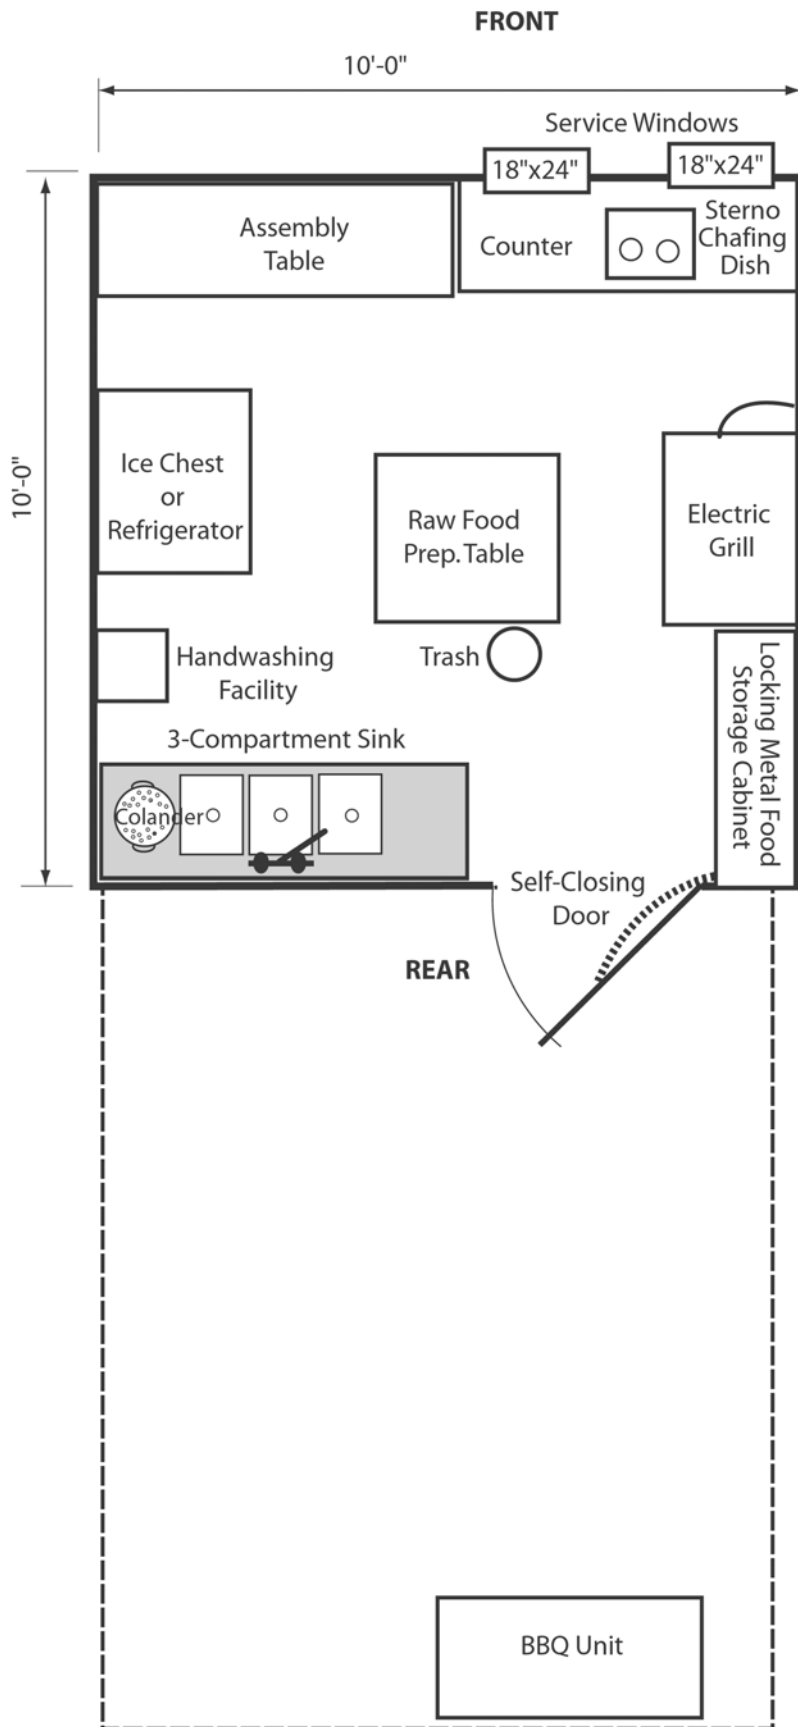 FRONT
10'-0"
Service Windows
18"x24"
18"x24"
Assembly
Table
Counter
Sterno
Chafing
Dish
10'-0"
Ice Chest
or
Refrigerator
Raw Food
Prep.Table
Electric
Grill
Handwashing
Facility
Trash
Locking Metal Food
Storage Cabinet
3-Compartment Sink
Colander
Self-Closing
Door
REAR
BBQ Unit